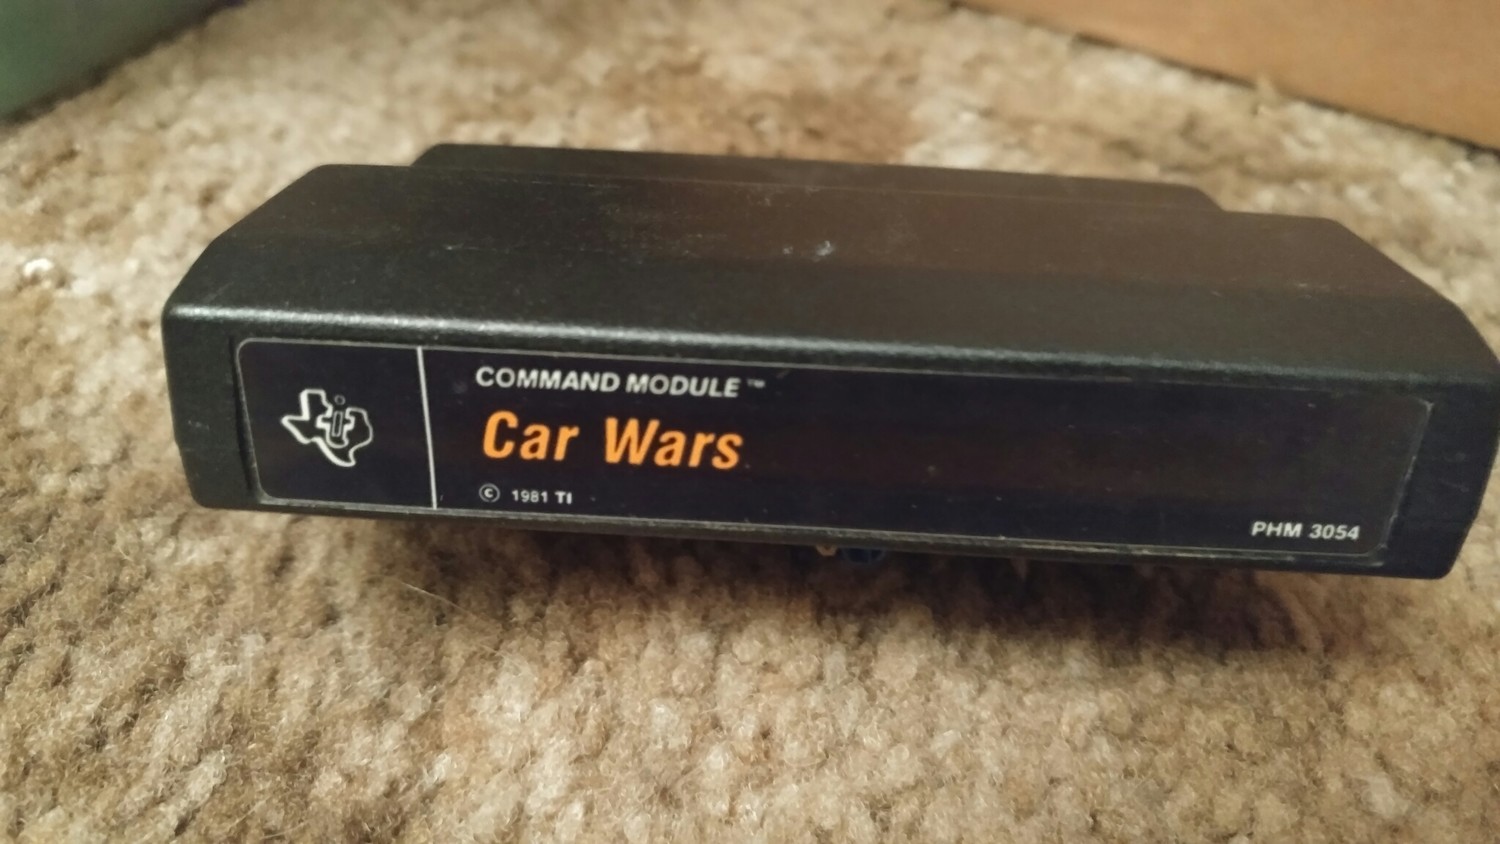 COMMAND MODULE™
Car Wars
© 1981 TI
PHM 3054